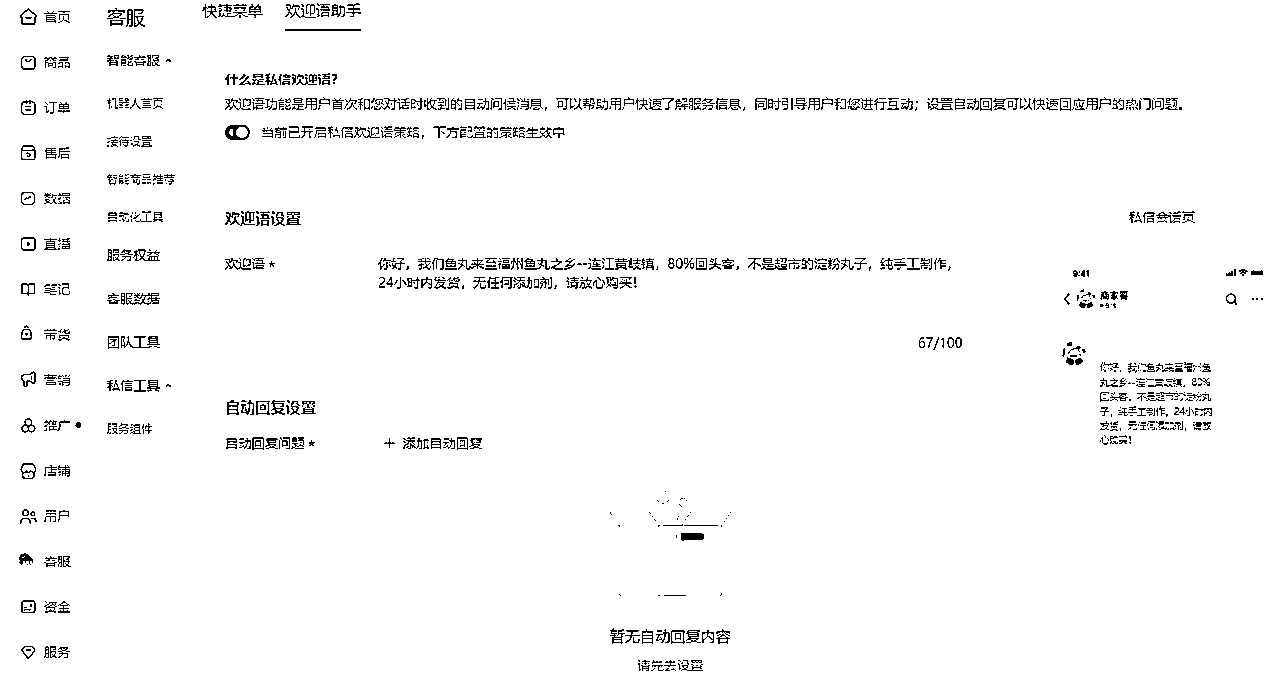 首页
商品
订单
售后
数据
直播
笔记
带货
营销
推广
店铺
用户
客服
资金
服务
客服
智能客服
机器人首页
接待设置
智能商品推荐
自动化工具
服务权益
客服数据
团队工具
私信工具
服务组件
快捷菜单 欢迎语助手
什么是私信欢迎语?
欢迎语功能是用户首次和您对话时收到的自动问候消息，可以帮助用户快速了解服务信息，同时引导用户和您进行互动；设置自动回复可以快速回应用户的热门问题。
当前已开启私信欢迎语策略，下方配置的策略生效中
欢迎语设置
欢迎语 *
你好，我们鱼丸来至福州鱼丸之乡--连江黄岐镇，80%回头客，不是超市的淀粉丸子，纯手工制作，
24小时内发货，无任何添加剂，请放心购买！
67/100
自动回复设置
自动回复问题 *
+ 添加自动回复
暂无自动回复内容
请先去设置
私信会话页
9:41
商家号
你好，我们鱼丸来至福州鱼
丸之乡--连江黄岐镇，80%
回头客，不是超市的淀粉丸
子，纯手工制作，24小时内
发货，无任何添加剂，请放
心购买！